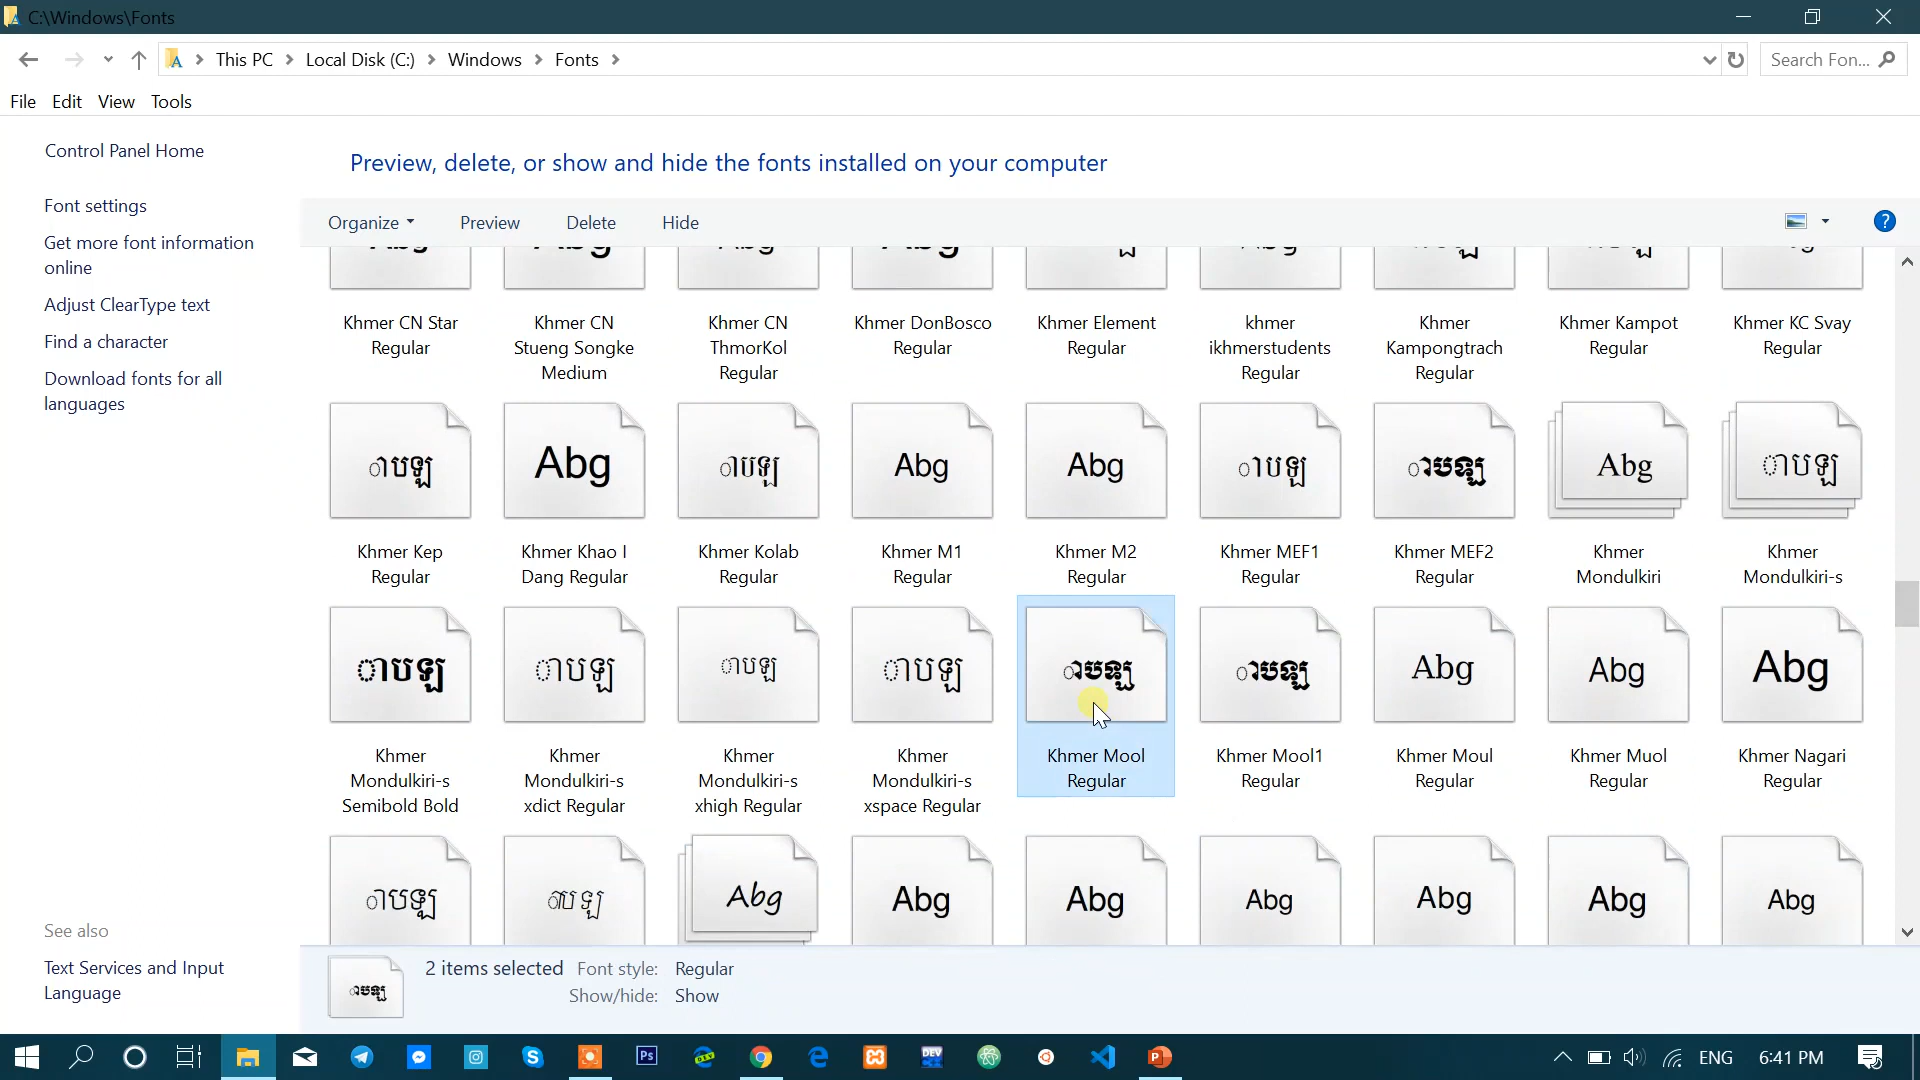 C:\Windows\Fonts
This PC Local Disk (C:) Windows Fonts
Search Fon...
File Edit View Tools
Control Panel Home
Preview, delete, or show and hide the fonts installed on your computer
Font settings
Get more font information
online
Adjust ClearType text
Find a character
Download fonts for all
languages
Organize Preview Delete Hide
Khmer CN Star
Regular
Khmer CN
Stueng Songke
Medium
Khmer CN
ThmorKol
Regular
Khmer DonBosco
Regular
Khmer Element
Regular
khmer
ikhmerstudents
Regular
Khmer
Kampongtrach
Regular
Khmer Kampot
Regular
Khmer KC Svay
Regular
Abg Abg Abg Abg
Khmer Kep
Regular
Khmer Khao I
Dang Regular
Khmer Kolab
Regular
Khmer M1
Regular
Khmer M2
Regular
Khmer MEF1
Regular
Khmer MEF2
Regular
Khmer
Mondulkiri
Khmer
Mondulkiri-s
Abg Abg Abg
Khmer
Mondulkiri-s
Semibold Bold
Khmer
Mondulkiri-s
xdict Regular
Khmer
Mondulkiri-s
xhigh Regular
Khmer
Mondulkiri-s
xspace Regular
Khmer Mool
Regular
Khmer Mool1
Regular
Khmer Moul
Regular
Khmer Muol
Regular
Khmer Nagari
Regular
Abg Abg Abg Abg Abg Abg Abg
See also
Text Services and Input
Language
2 items selected Font style: Regular
Show/hide: Show
Ps
DEV
ENG 6:41 PM